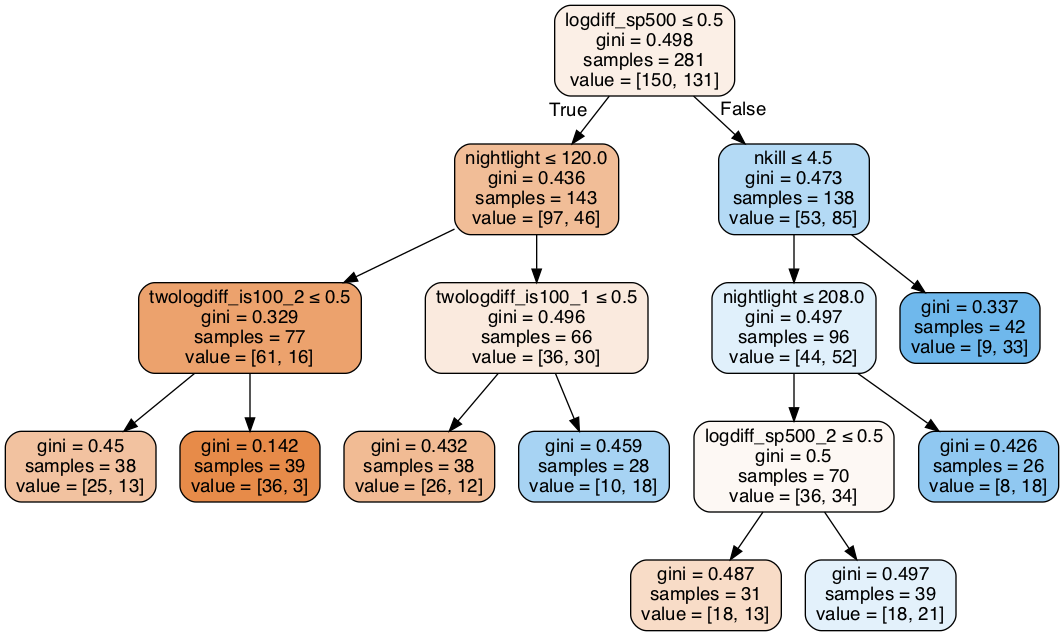 logdiff_sp500 ≤ 0.5
gini = 0.498
samples = 281
value = [150, 131]
True
False
nightlight ≤ 120.0
gini = 0.436
samples = 143
value = [97, 46]
nkill ≤ 4.5
gini = 0.473
samples = 138
value = [53, 85]
twologdiff_is100_2 ≤ 0.5
gini = 0.329
samples = 77
value = [61, 16]
twologdiff_is100_1 ≤ 0.5
gini = 0.496
samples = 66
value = [36, 30]
nightlight ≤ 208.0
gini = 0.497
samples = 96
value = [44, 52]
gini = 0.337
samples = 42
value = [9, 33]
gini = 0.45
samples = 38
value = [25, 13]
gini = 0.142
samples = 39
value = [36, 3]
gini = 0.432
samples = 38
value = [26, 12]
gini = 0.459
samples = 28
value = [10, 18]
logdiff_sp500_2 ≤ 0.5
gini = 0.5
samples = 70
value = [36, 34]
gini = 0.426
samples = 26
value = [8, 18]
gini = 0.487
samples = 31
value = [18, 13]
gini = 0.497
samples = 39
value = [18, 21]